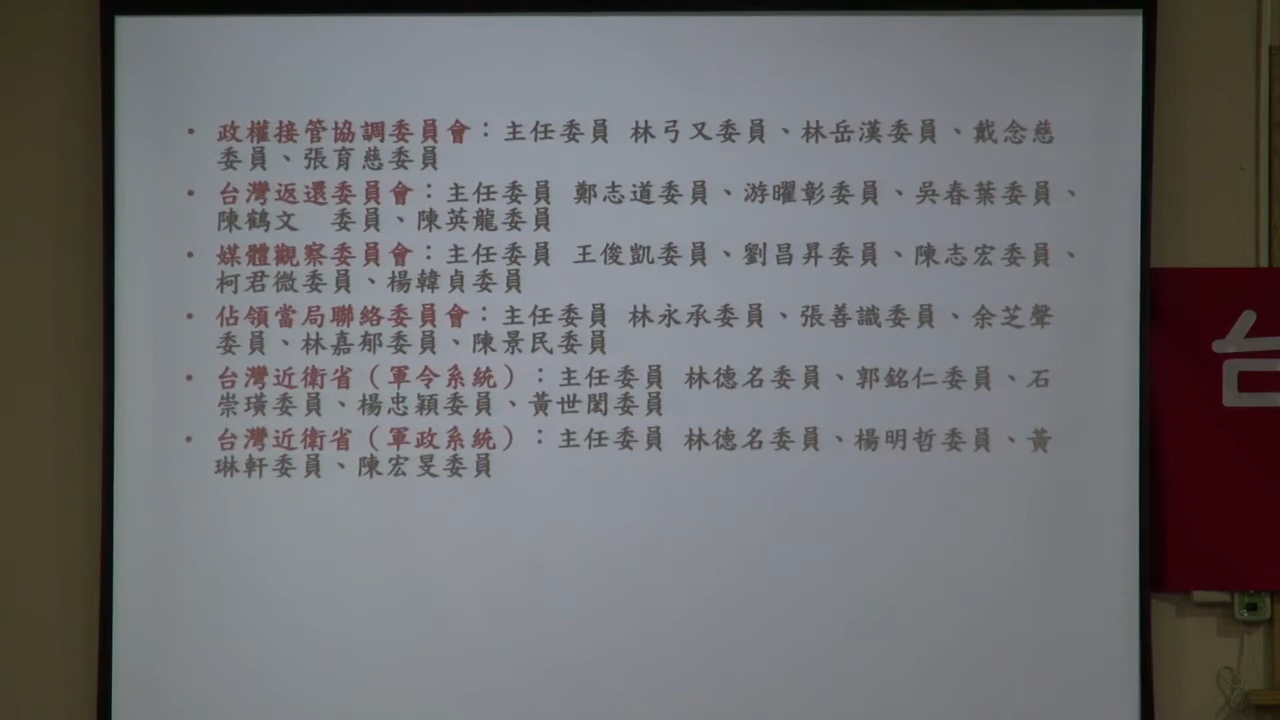 • 政權接管協調委員會：主任委員 林弓又委員、林岳漢委員、戴念慈
委員、張育慈委員
• 台灣返還委員會：主任委員 鄭志道委員、游曜彰委員、吳春葉委員、
陳鶴文 委員、陳英龍委員
• 媒體觀察委員會：主任委員 王俊凱委員、劉昌昇委員、陳志宏委員、
柯君微委員、楊韓貞委員
• 佔領當局聯絡委員會：主任委員 林永承委員、張善識委員、余芝聲
委員、林嘉郁委員、陳景民委員
• 台灣近衛省（軍令系統）：主任委員 林德名委員、郭銘仁委員、石
崇璜委員、楊忠穎委員、黃世閎委員
• 台灣近衛省（軍政系統）：主任委員 林德名委員、楊明哲委員、黃
琳軒委員、陳宏旻委員
台